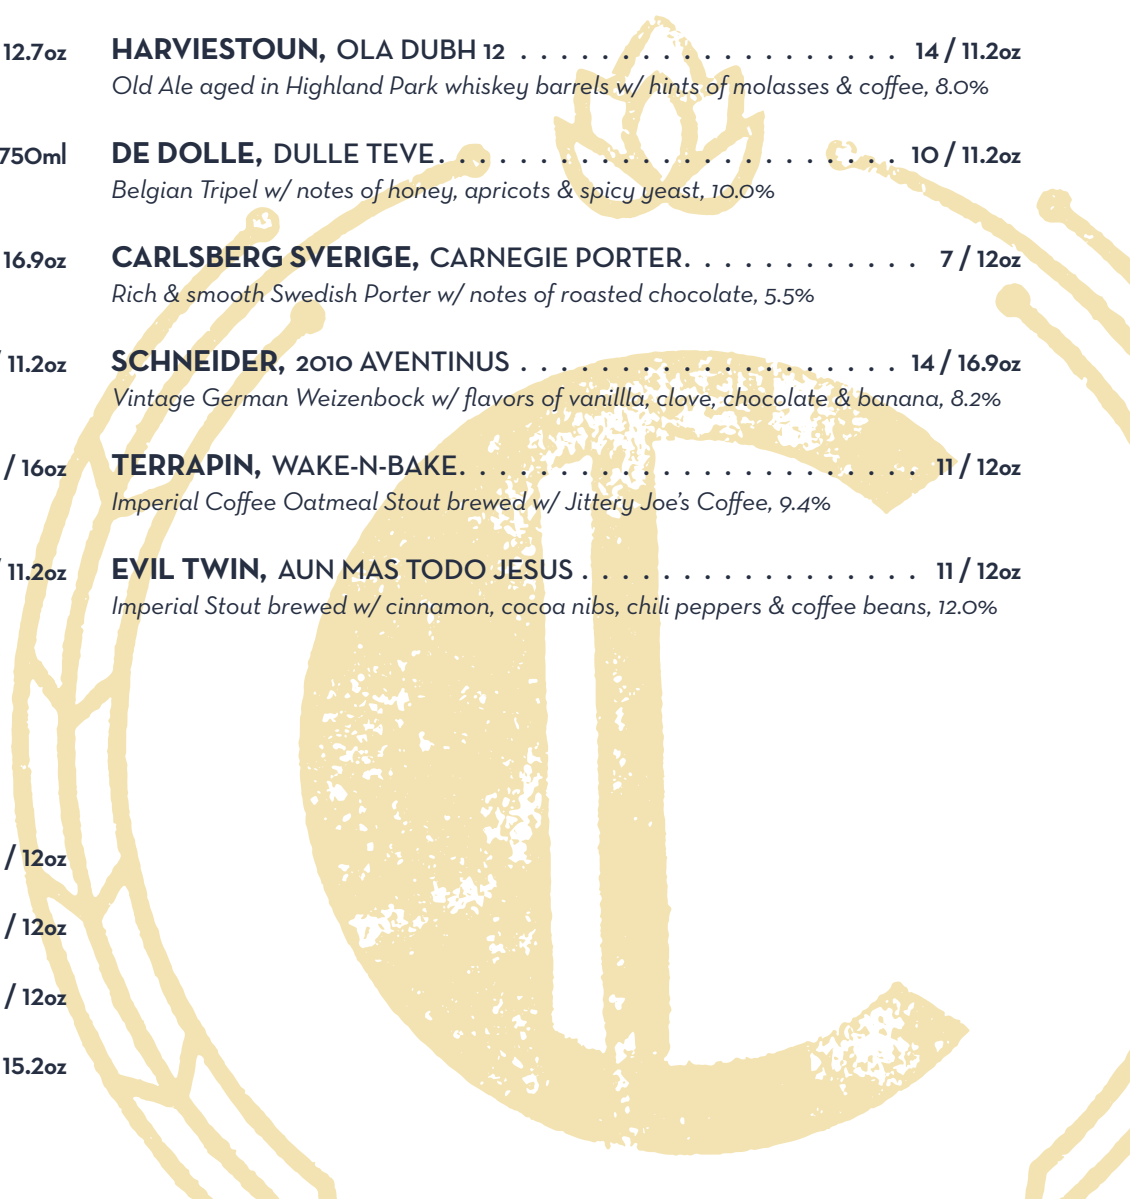 12.7oz
750ml
16.9oz
/ 11.2oz
/ 16oz
/ 11.2oz
/ 12oz
/ 12oz
/ 12oz
15.2oz
HARVIESTOUN, OLA DUBH 12 . . . . . . . . . . . . . . . . . . . 14 / 11.2oz
Old Ale aged in Highland Park whiskey barrels w/ hints of molasses & coffee, 8.0%
DE DOLLE, DULLE TEVE. . . . . . . . . . . . . . . . . . . . . . . 10 / 11.2oz
Belgian Tripel w/ notes of honey, apricots & spicy yeast, 10.0%
CARLSBERG SVERIGE, CARNEGIE PORTER. . . . . . . . . . . . 7 / 12oz
Rich & smooth Swedish Porter w/ notes of roasted chocolate, 5.5%
SCHNEIDER, 2010 AVENTINUS . . . . . . . . . . . . . . . . . . . 14 / 16.9oz
Vintage German Weizenbock w/ flavors of vanillla, clove, chocolate & banana, 8.2%
TERRAPIN, WAKE-N-BAKE. . . . . . . . . . . . . . . . . . . . . . . 11 / 12oz
Imperial Coffee Oatmeal Stout brewed w/ Jittery Joe's Coffee, 9.4%
EVIL TWIN, AUN MAS TODO JESUS . . . . . . . . . . . . . . . . . 11 / 12oz
Imperial Stout brewed w/ cinnamon, cocoa nibs, chili peppers & coffee beans, 12.0%